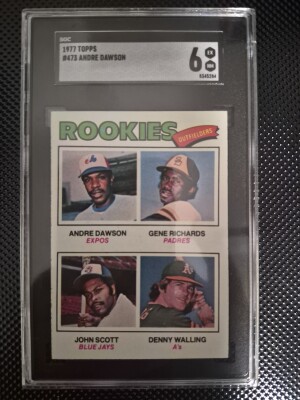 SGC
1977 TOPPS
#473 ANDRE DAWSON
6
EX
NM
ROOKIES
OUTFIELDERS
ANDRE DAWSON
EXPOS
GENE RICHARDS
PADRES
JOHN SCOTT
BLUE JAYS
DENNY WALLING
A's